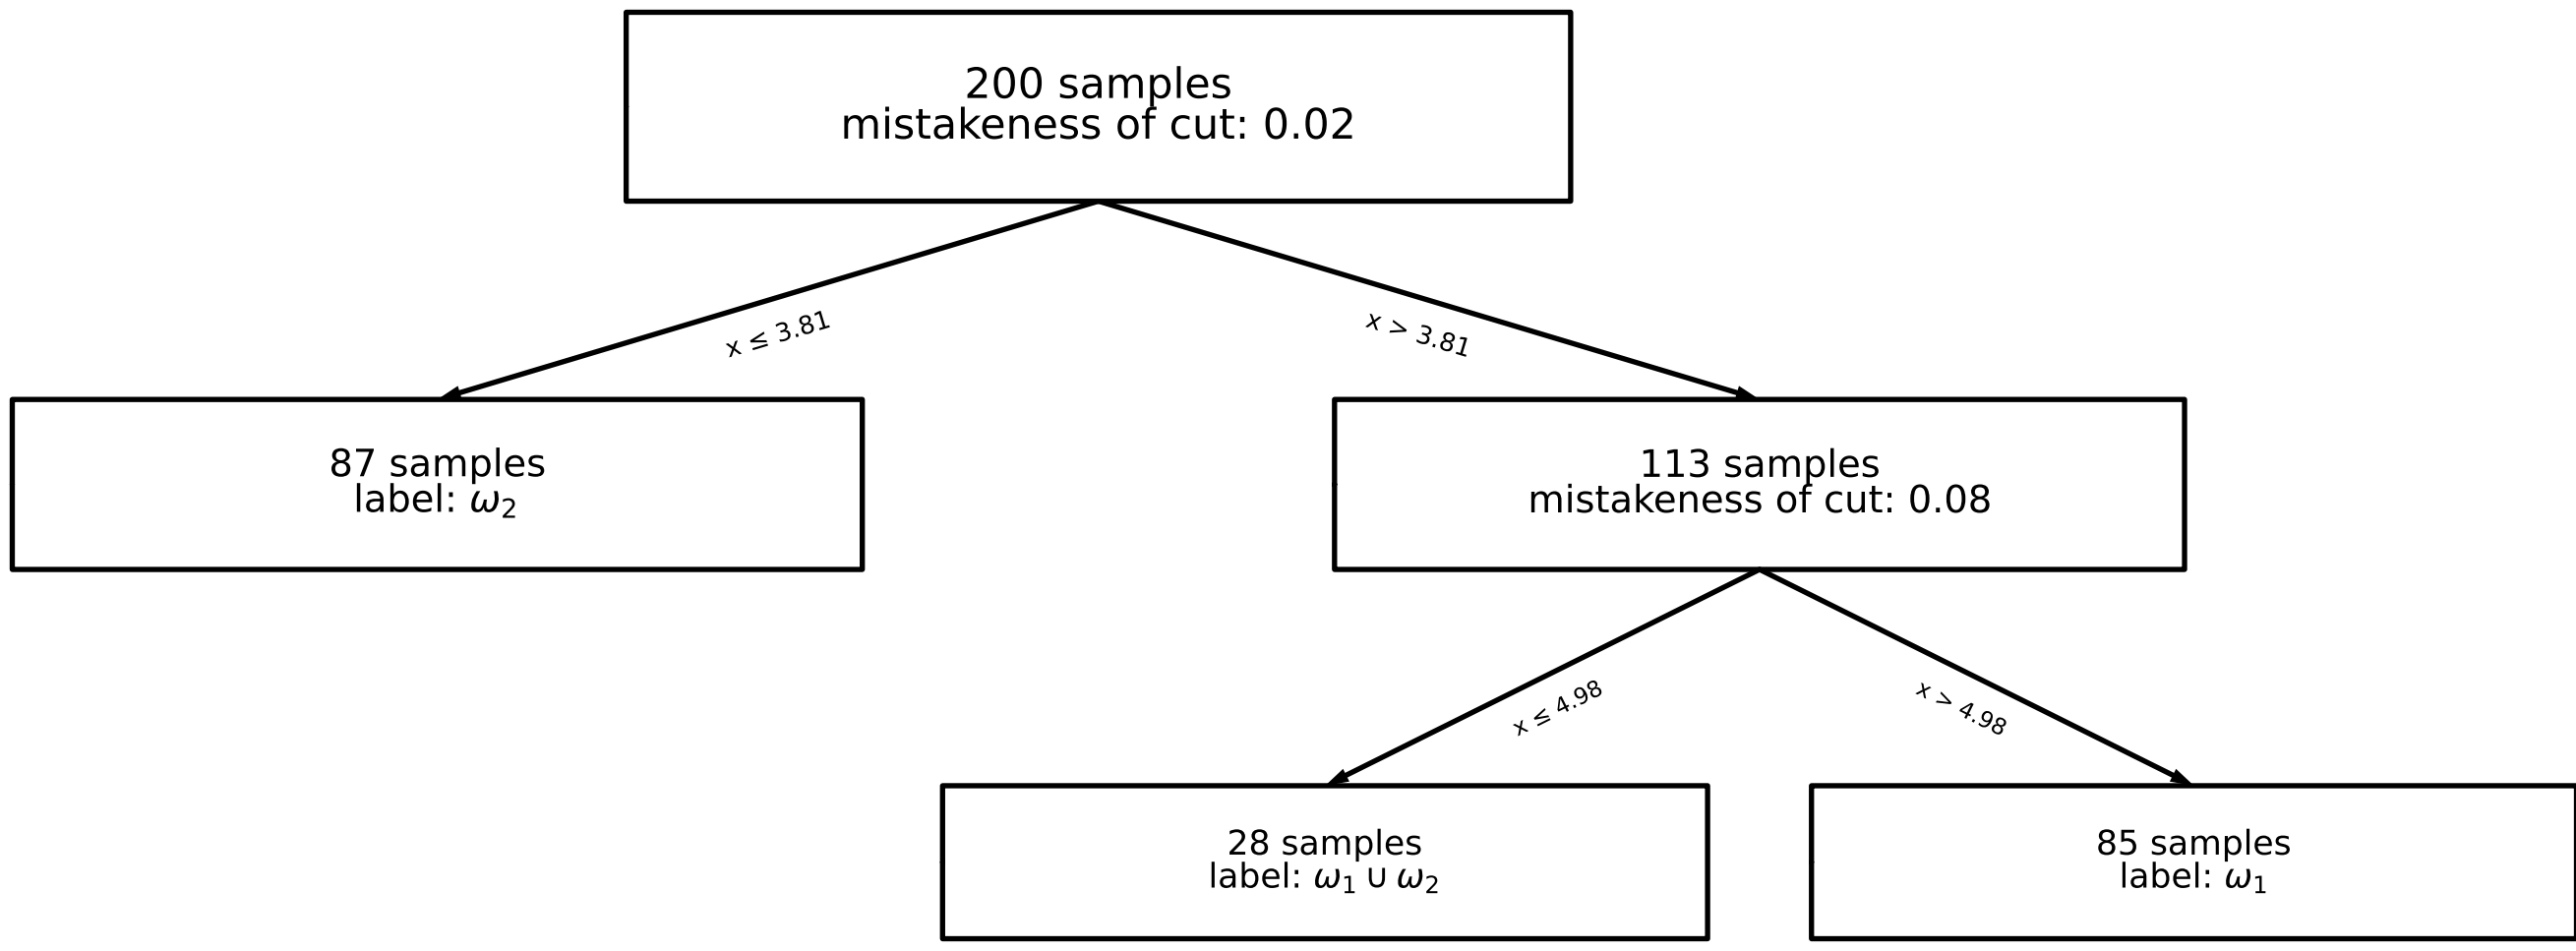 200 samples
mistakeness of cut: 0.02
x ≤ 3.81
x > 3.81
87 samples
label: ω₂
113 samples
mistakeness of cut: 0.08
x ≤ 4.98
x > 4.98
28 samples
label: ω₁ ∪ ω₂
85 samples
label: ω₁